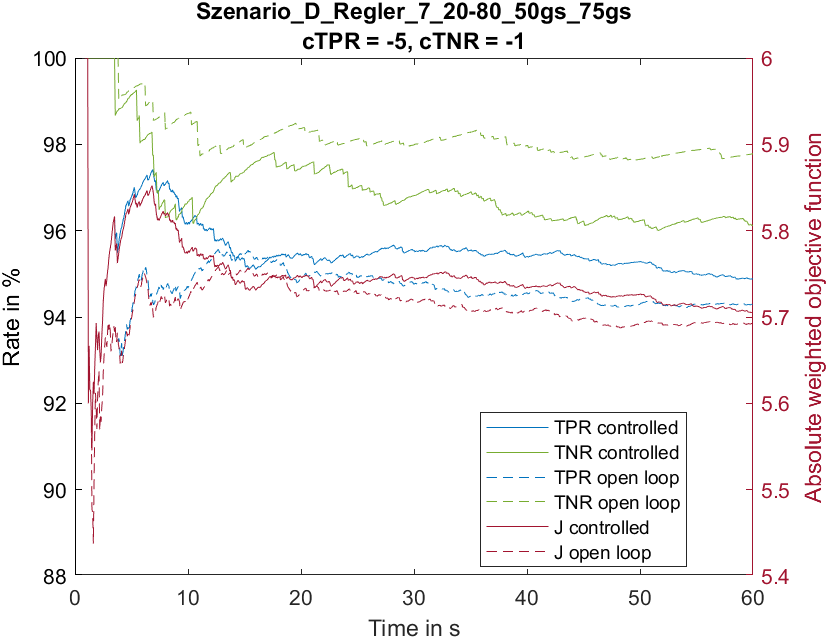 Szenario_D_Regler_7_20-80_50gs_75gs
cTPR = -5, cTNR = -1
100
98
96
94
92
90
88
Rate in %
6
5.9
5.8
5.7
5.6
5.5
5.4
Absolute weighted objective function
TPR controlled
TNR controlled
TPR open loop
TNR open loop
J controlled
J open loop
0
10
20
30
40
50
60
Time in s